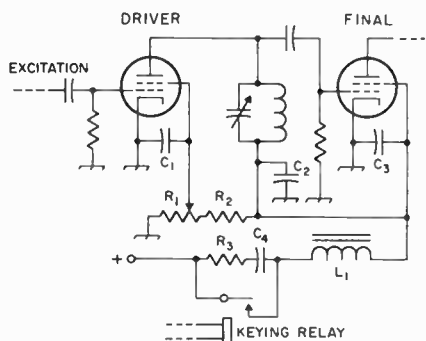 DRIVER
FINAL
EXCITATION
C1
C2
C3
R1
R2
R3
C4
+
L1
KEYING RELAY